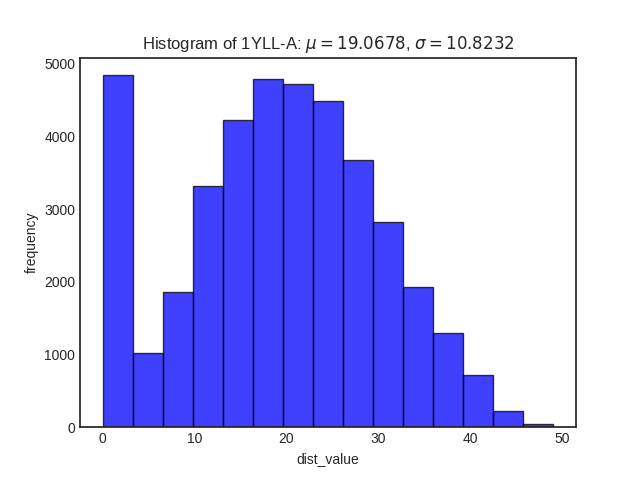 Histogram of 1YLL-A: μ = 19.0678, σ = 10.8232
5000
4000
3000
2000
1000
0
frequency
0 10 20 30 40 50
dist_value